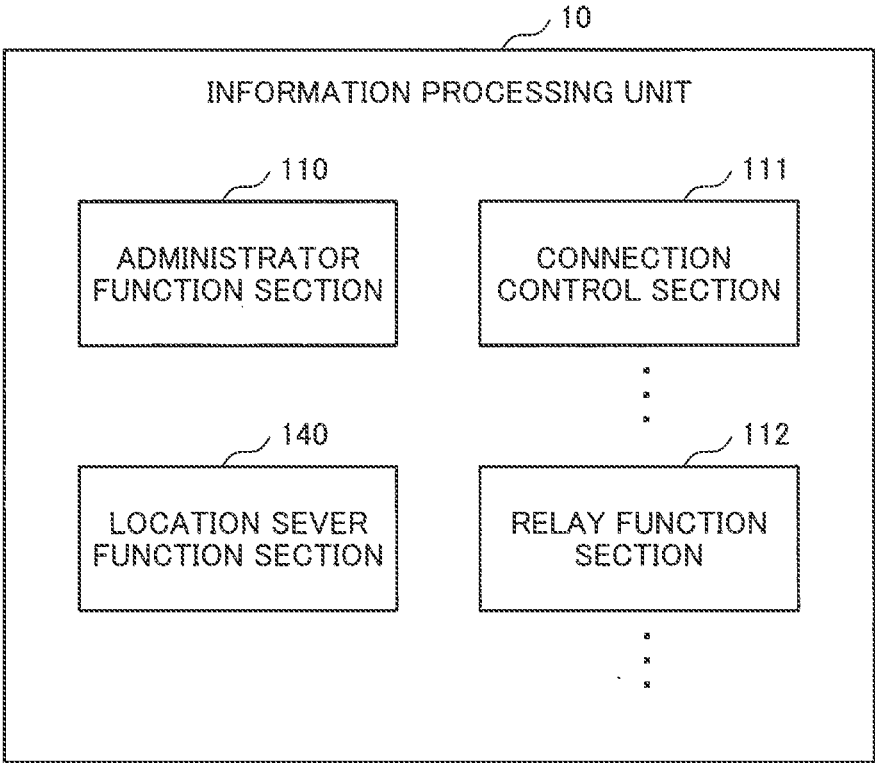 10
INFORMATION PROCESSING UNIT
110
ADMINISTRATOR
FUNCTION SECTION
111
CONNECTION
CONTROL SECTION
140
LOCATION SEVER
FUNCTION SECTION
112
RELAY FUNCTION
SECTION